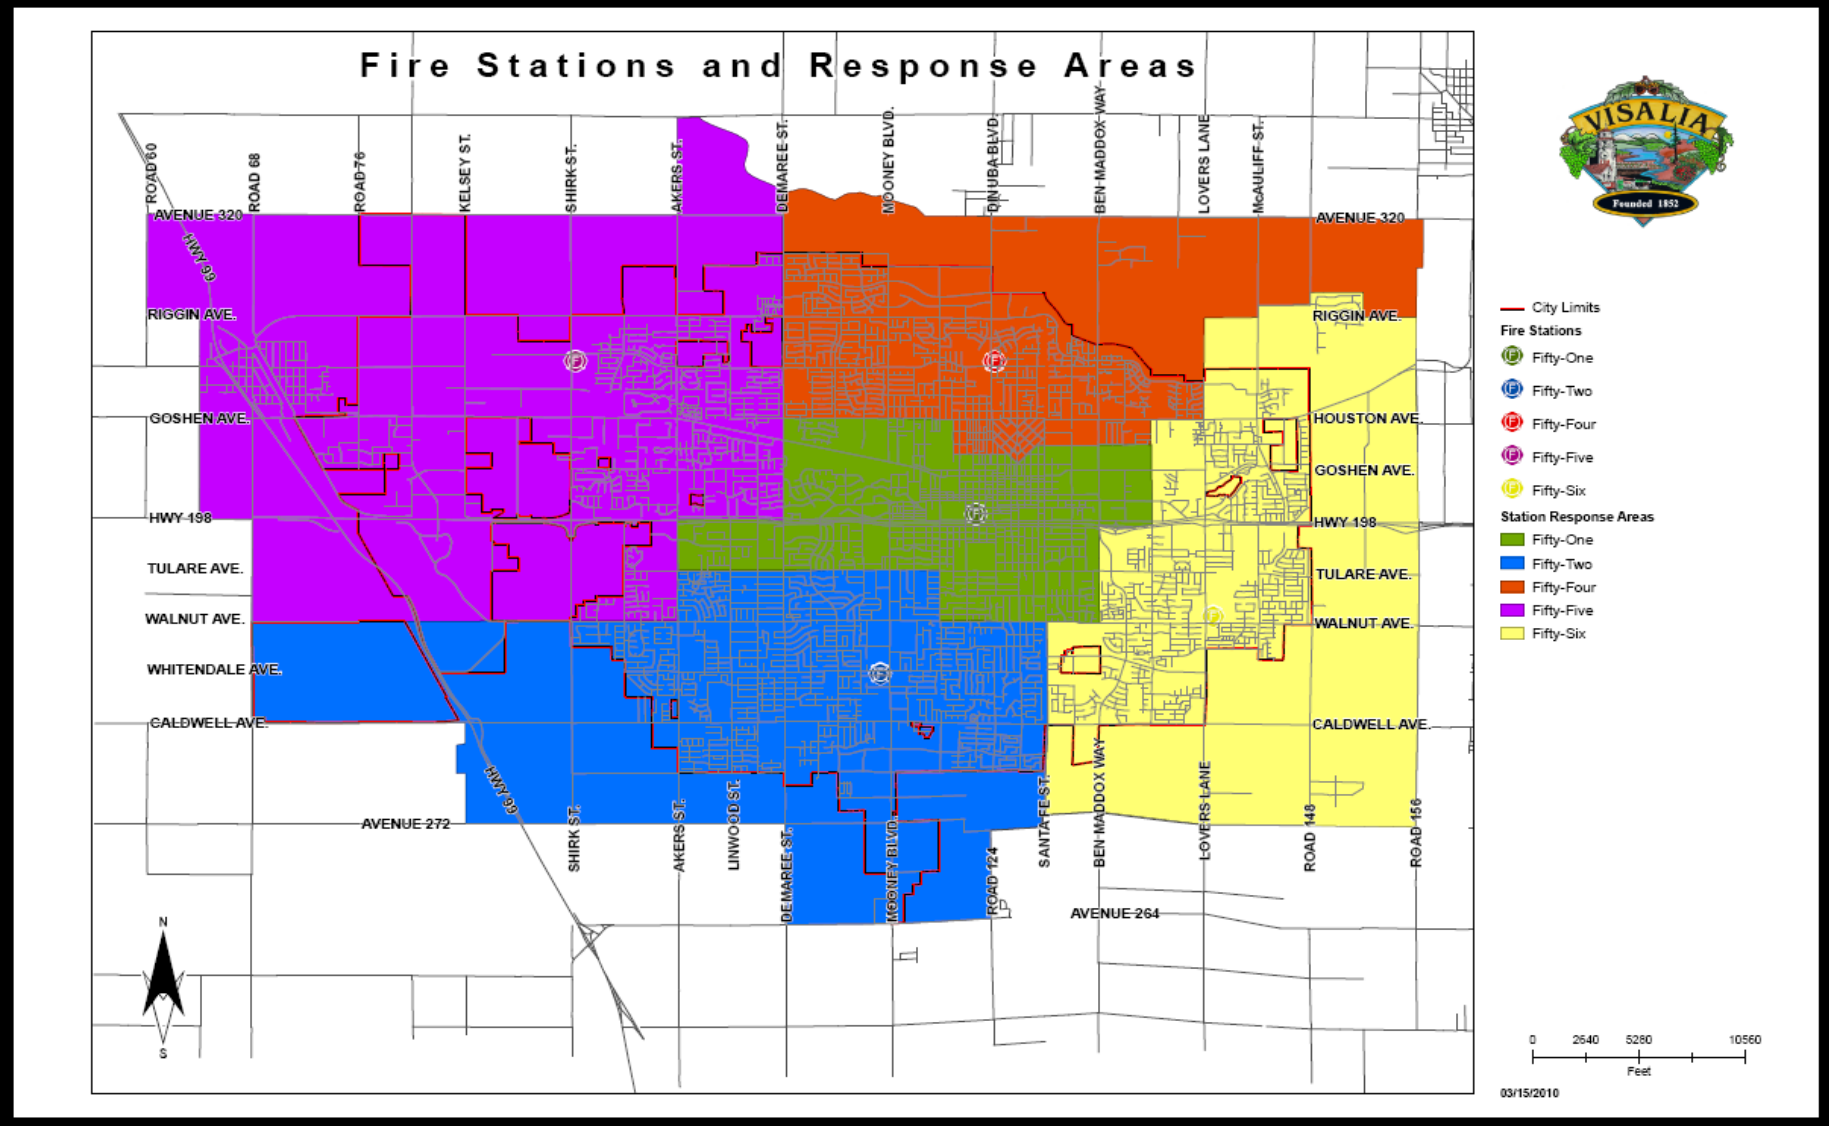 Fire Stations and Response Areas
ROAD 60
ROAD 68
ROAD 76
KELSEY ST.
SHIRK ST.
AKERS ST.
DEMAREE ST.
MOONEY BLVD.
DINUBA BLVD.
BEN MADDOX WAY
LOVERS LANE
McAULIFF ST.
VISALIA
Founded 1852
AVENUE 320
AVENUE 320
HWY 99
RIGGIN AVE.
RIGGIN AVE.
GOSHEN AVE.
HOUSTON AVE.
GOSHEN AVE.
HWY 198
HWY 198
TULARE AVE.
TULARE AVE.
WALNUT AVE.
WALNUT AVE.
WHITENDALE AVE.
CALDWELL AVE.
CALDWELL AVE.
HWY 99
AVENUE 272
SHIRK ST.
AKERS ST.
LINWOOD ST.
DEMAREE ST.
MOONEY BLVD.
ROAD 124
SANTA FE ST.
BEN MADDOX WAY
LOVERS LANE
ROAD 148
ROAD 156
AVENUE 264
N
S
City Limits
Fire Stations
F Fifty-One
F Fifty-Two
F Fifty-Four
F Fifty-Five
F Fifty-Six
Station Response Areas
Fifty-One
Fifty-Two
Fifty-Four
Fifty-Five
Fifty-Six
0 2640 5280 10560
Feet
03/15/2010